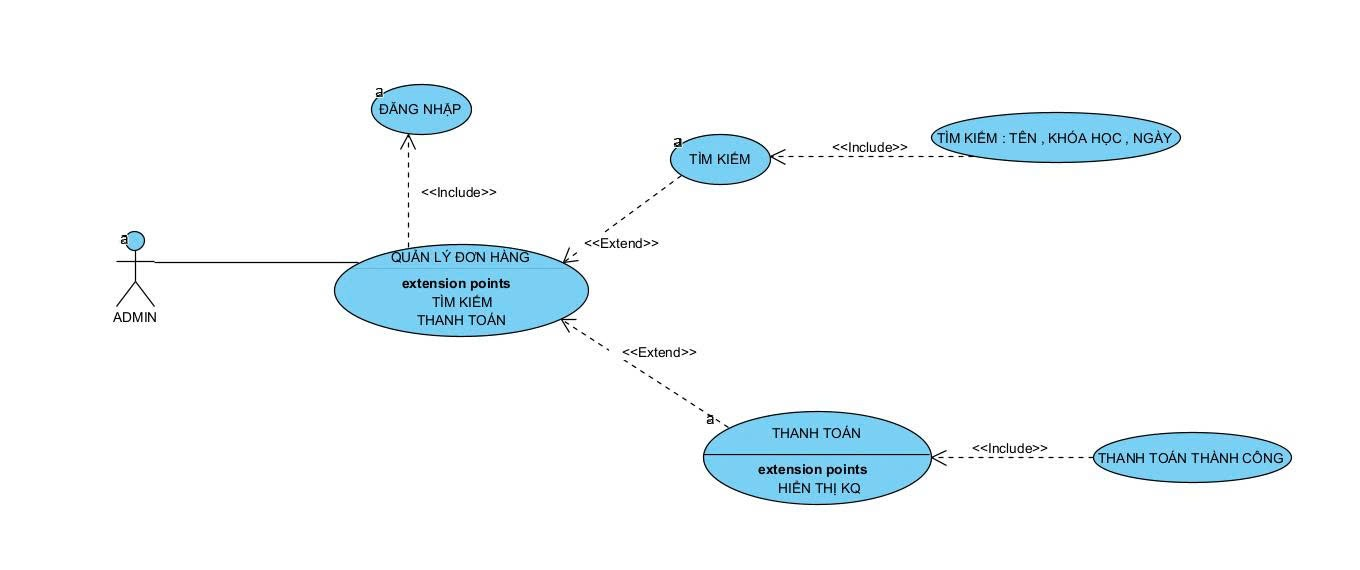 a
ĐĂNG NHẬP
<<Include>>
a
TÌM KIẾM
<<Include>>
TÌM KIẾM : TÊN , KHÓA HỌC , NGÀY
<<Extend>>
a
ADMIN
QUẢN LÝ ĐƠN HÀNG
extension points
TÌM KIẾM
THANH TOÁN
<<Extend>>
a
THANH TOÁN
extension points
HIỂN THỊ KQ
<<Include>>
THANH TOÁN THÀNH CÔNG